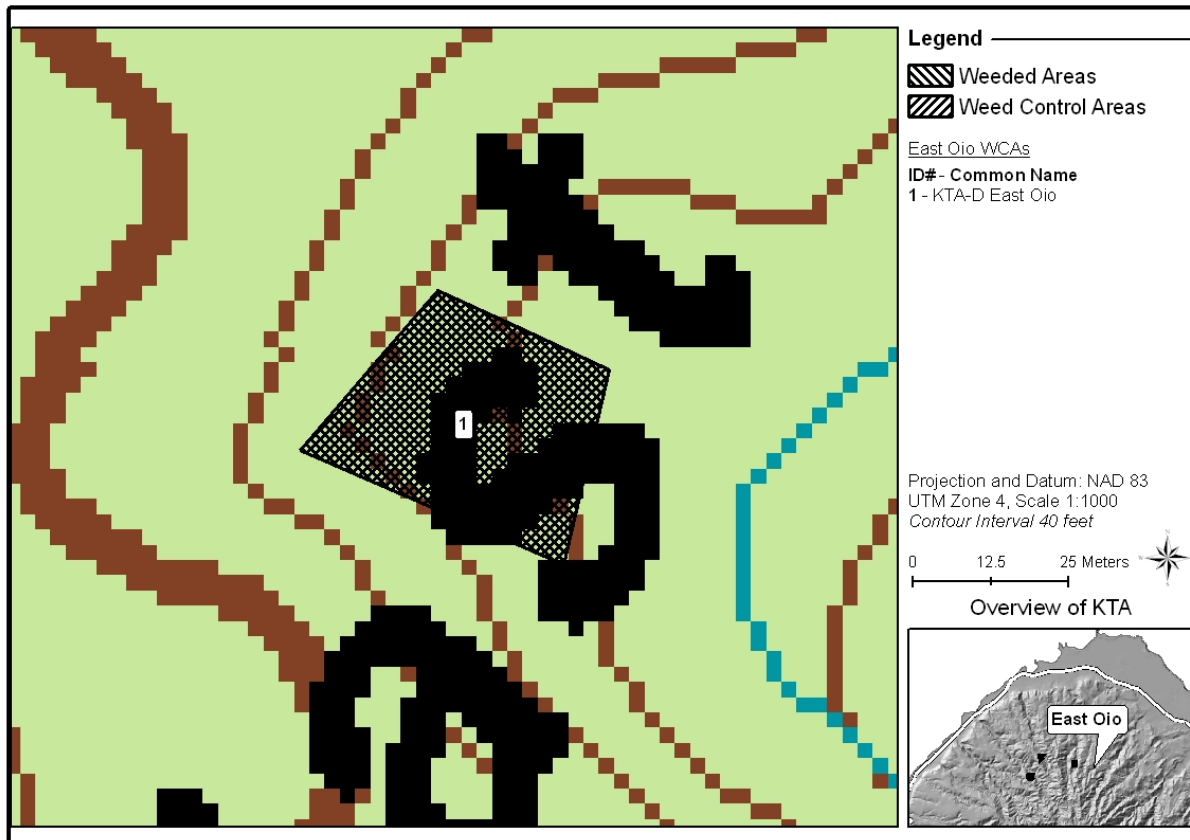 Legend
Weeded Areas
Weed Control Areas
East Oio WCAs
ID#- Common Name
1 - KTA-D East Oio
1
Projection and Datum: NAD 83
UTM Zone 4, Scale 1:1000
Contour Interval 40 feet
0 12.5 25 Meters
Overview of KTA
East Oio